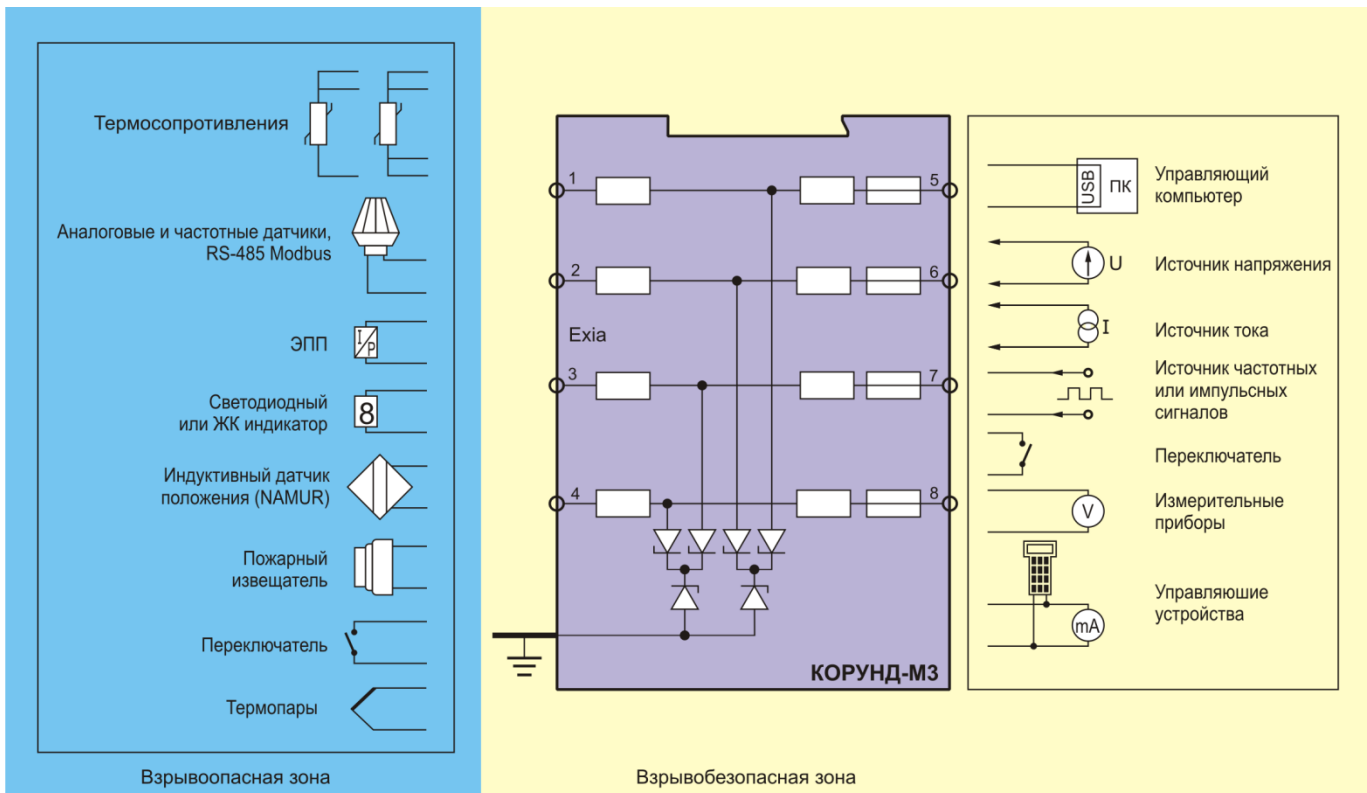 Термосопротивления
Аналоговые и частотные датчики,
RS-485 Modbus
ЭПП
I/P
Светодиодный
или ЖК индикатор
8
Индуктивный датчик
положения (NAMUR)
Пожарный
извещатель
Переключатель
Термопары
Взрывоопасная зона
1
5
2
6
Exia
3
7
4
8
КОРУНД-М3
USB
ПК
Управляющий
компьютер
U
Источник напряжения
I
Источник тока
Источник частотных
или импульсных
сигналов
Переключатель
V
Измерительные
приборы
Управляюшие
устройства
mA
Взрывобезопасная зона